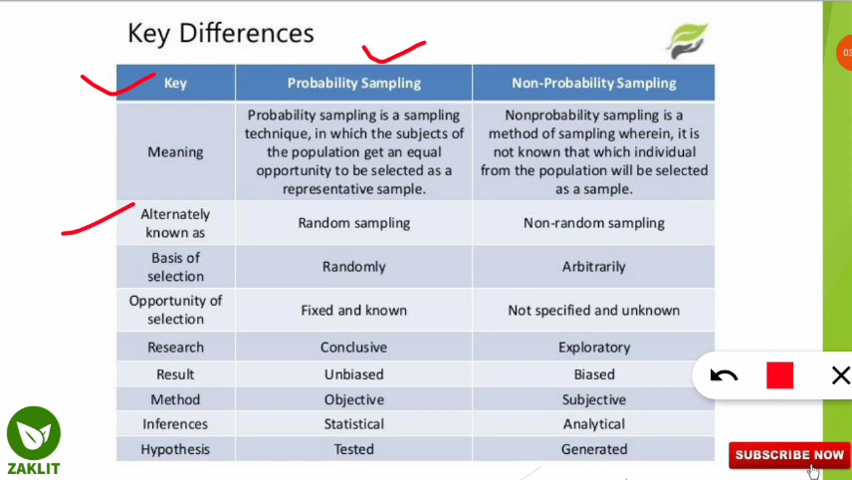 Key Differences
03
Key Probability Sampling Non-Probability Sampling
Meaning
Probability sampling is a sampling
technique, in which the subjects of
the population get an equal
opportunity to be selected as a
representative sample.
Nonprobability sampling is a
method of sampling wherein, it is
not known that which individual
from the population will be selected
as a sample.
Alternately
known as
Random sampling
Non-random sampling
Basis of
selection
Randomly
Arbitrarily
Opportunity of
selection
Fixed and known
Not specified and unknown
Research Conclusive Exploratory
Result Unbiased Biased
Method Objective Subjective
Inferences Statistical Analytical
Hypothesis Tested Generated
ZAKLIT
SUBSCRIBE NOW